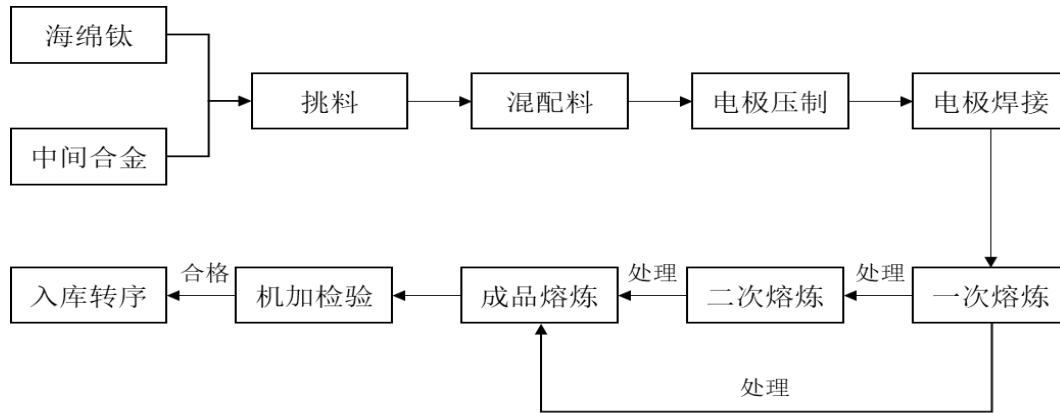 海绵钛
中间合金
挑料
混配料
电极压制
电极焊接
一次熔炼
处理
二次熔炼
处理
成品熔炼
机加检验
合格
入库转序
处理